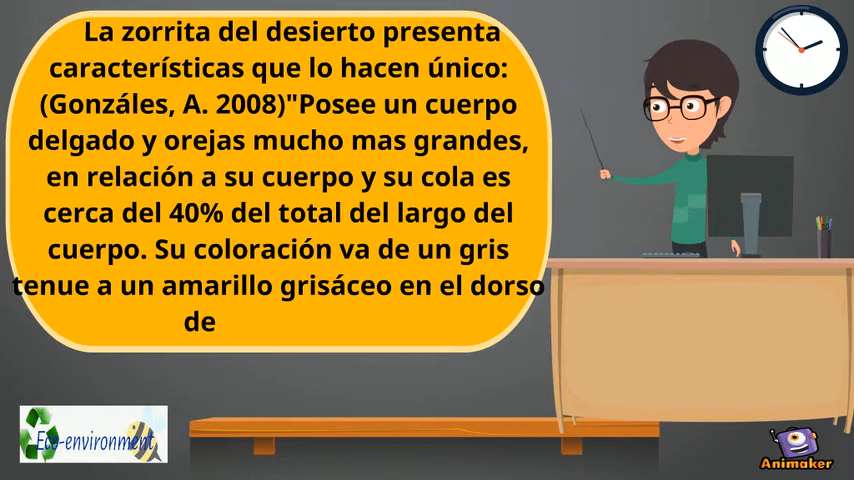 La zorrita del desierto presenta
características que lo hacen único:
(Gonzáles, A. 2008)"Posee un cuerpo
delgado y orejas mucho mas grandes,
en relación a su cuerpo y su cola es
cerca del 40% del total del largo del
cuerpo. Su coloración va de un gris
tenue a un amarillo grisáceo en el dorso
de
Eco-environment
Animaker